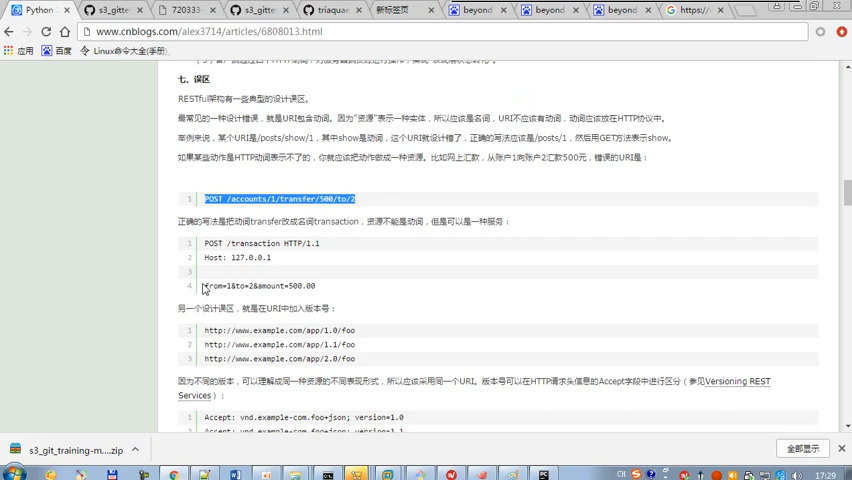 Python
s3_gitte
720333
s3_gitte
triaquae
新标签页
beyond
beyond
beyond
https:/
www.cnblogs.com/alex3714/articles/6808013.html
应用 百度 Linux命令大全(手册)
七、误区
RESTful架构有一些典型的设计误区。
最常见的一种设计错误，就是URI包含动词。因为"资源"表示一种实体，所以应该是名词，URI不应该有动词，动词应该放在HTTP协议中。
举例来说，某个URI是/posts/show/1，其中show是动词，这个URI就设计错了，正确的写法应该是/posts/1，然后用GET方法表示show。
如果某些动作是HTTP动词表示不了的，你就应该把动作做成一种资源。比如网上汇款，从账户1向账户2汇款500元，错误的URI是：
1 POST /accounts/1/transfer/500/to/2
正确的写法是把动词transfer改成名词transaction，资源不能是动词，但是可以是一种服务：
1 POST /transaction HTTP/1.1
2 Host: 127.0.0.1
3
4 from=1&to=2&amount=500.00
另一个设计误区，就是在URI中加入版本号：
1 http://www.example.com/app/1.0/foo
2 http://www.example.com/app/1.1/foo
3 http://www.example.com/app/2.0/foo
因为不同的版本，可以理解成同一种资源的不同表现形式，所以应该采用同一个URI。版本号可以在HTTP请求头信息的Accept字段中进行区分（参见Versioning REST
Services）：
1 Accept: vnd.example-com.foo+json; version=1.0
2 Accept: vnd.example-com.foo+json; version=1.1
s3_git_training-m....zip
全部显示
CH
17:29